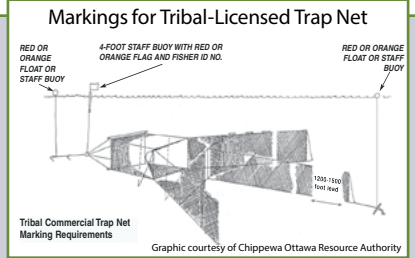 Markings for Tribal-Licensed Trap Net
RED OR
ORANGE
FLOAT OR
STAFF BUOY
4-FOOT STAFF BUOY WITH RED OR
ORANGE FLAG AND FISHER ID NO.
RED OR ORANGE
FLOAT OR STAFF
BUOY
1200-1500
foot lead
Tribal Commercial Trap Net
Marking Requirements
Graphic courtesy of Chippewa Ottawa Resource Authority